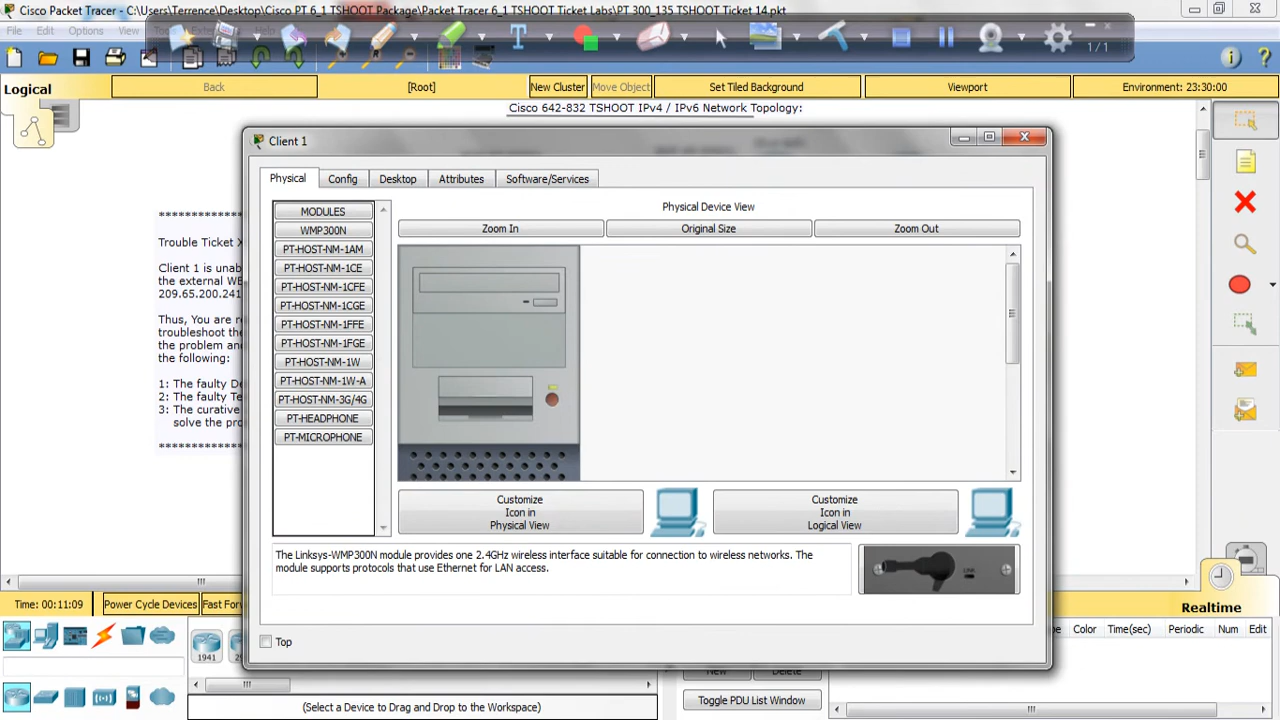 Cisco Packet Tracer - C:\Users\Terrence\Desktop\Cisco PT 6_1 TSHOOT Package\Packet Tracer 6_1 TSHOOT Ticket Labs\PT 300_135 TSHOOT Ticket 14.pkt
File Edit Options View Tools Extensions Help
1/1
Logical
Back
[Root]
New Cluster
Move Object
Set Tiled Background
Viewport
Environment: 23:30:00
Cisco 642-832 TSHOOT IPv4 / IPv6 Network Topology:
Client 1
Physical
Config
Desktop
Attributes
Software/Services
MODULES
WMP300N
PT-HOST-NM-1AM
PT-HOST-NM-1CE
PT-HOST-NM-1CFE
PT-HOST-NM-1CGE
PT-HOST-NM-1FFE
PT-HOST-NM-1FGE
PT-HOST-NM-1W
PT-HOST-NM-1W-A
PT-HOST-NM-3G/4G
PT-HEADPHONE
PT-MICROPHONE
Physical Device View
Zoom In
Original Size
Zoom Out
Customize
Icon in
Physical View
Customize
Icon in
Logical View
The Linksys-WMP300N module provides one 2.4GHz wireless interface suitable for connection to wireless networks. The
module supports protocols that use Ethernet for LAN access.
Top
*****************
Trouble Ticket X
Client 1 is unab
the external WE
209.65.200.241
Thus, You are re
troubleshoot the
the problem and
the following:
1: The faulty De
2: The faulty Te
3: The curative
solve the pro
*****************
Time: 00:11:09
Power Cycle Devices
Fast For
Realtime
1941
Color
Time(sec)
Periodic
Num
Edit
New
Delete
Toggle PDU List Window
(Select a Device to Drag and Drop to the Workspace)